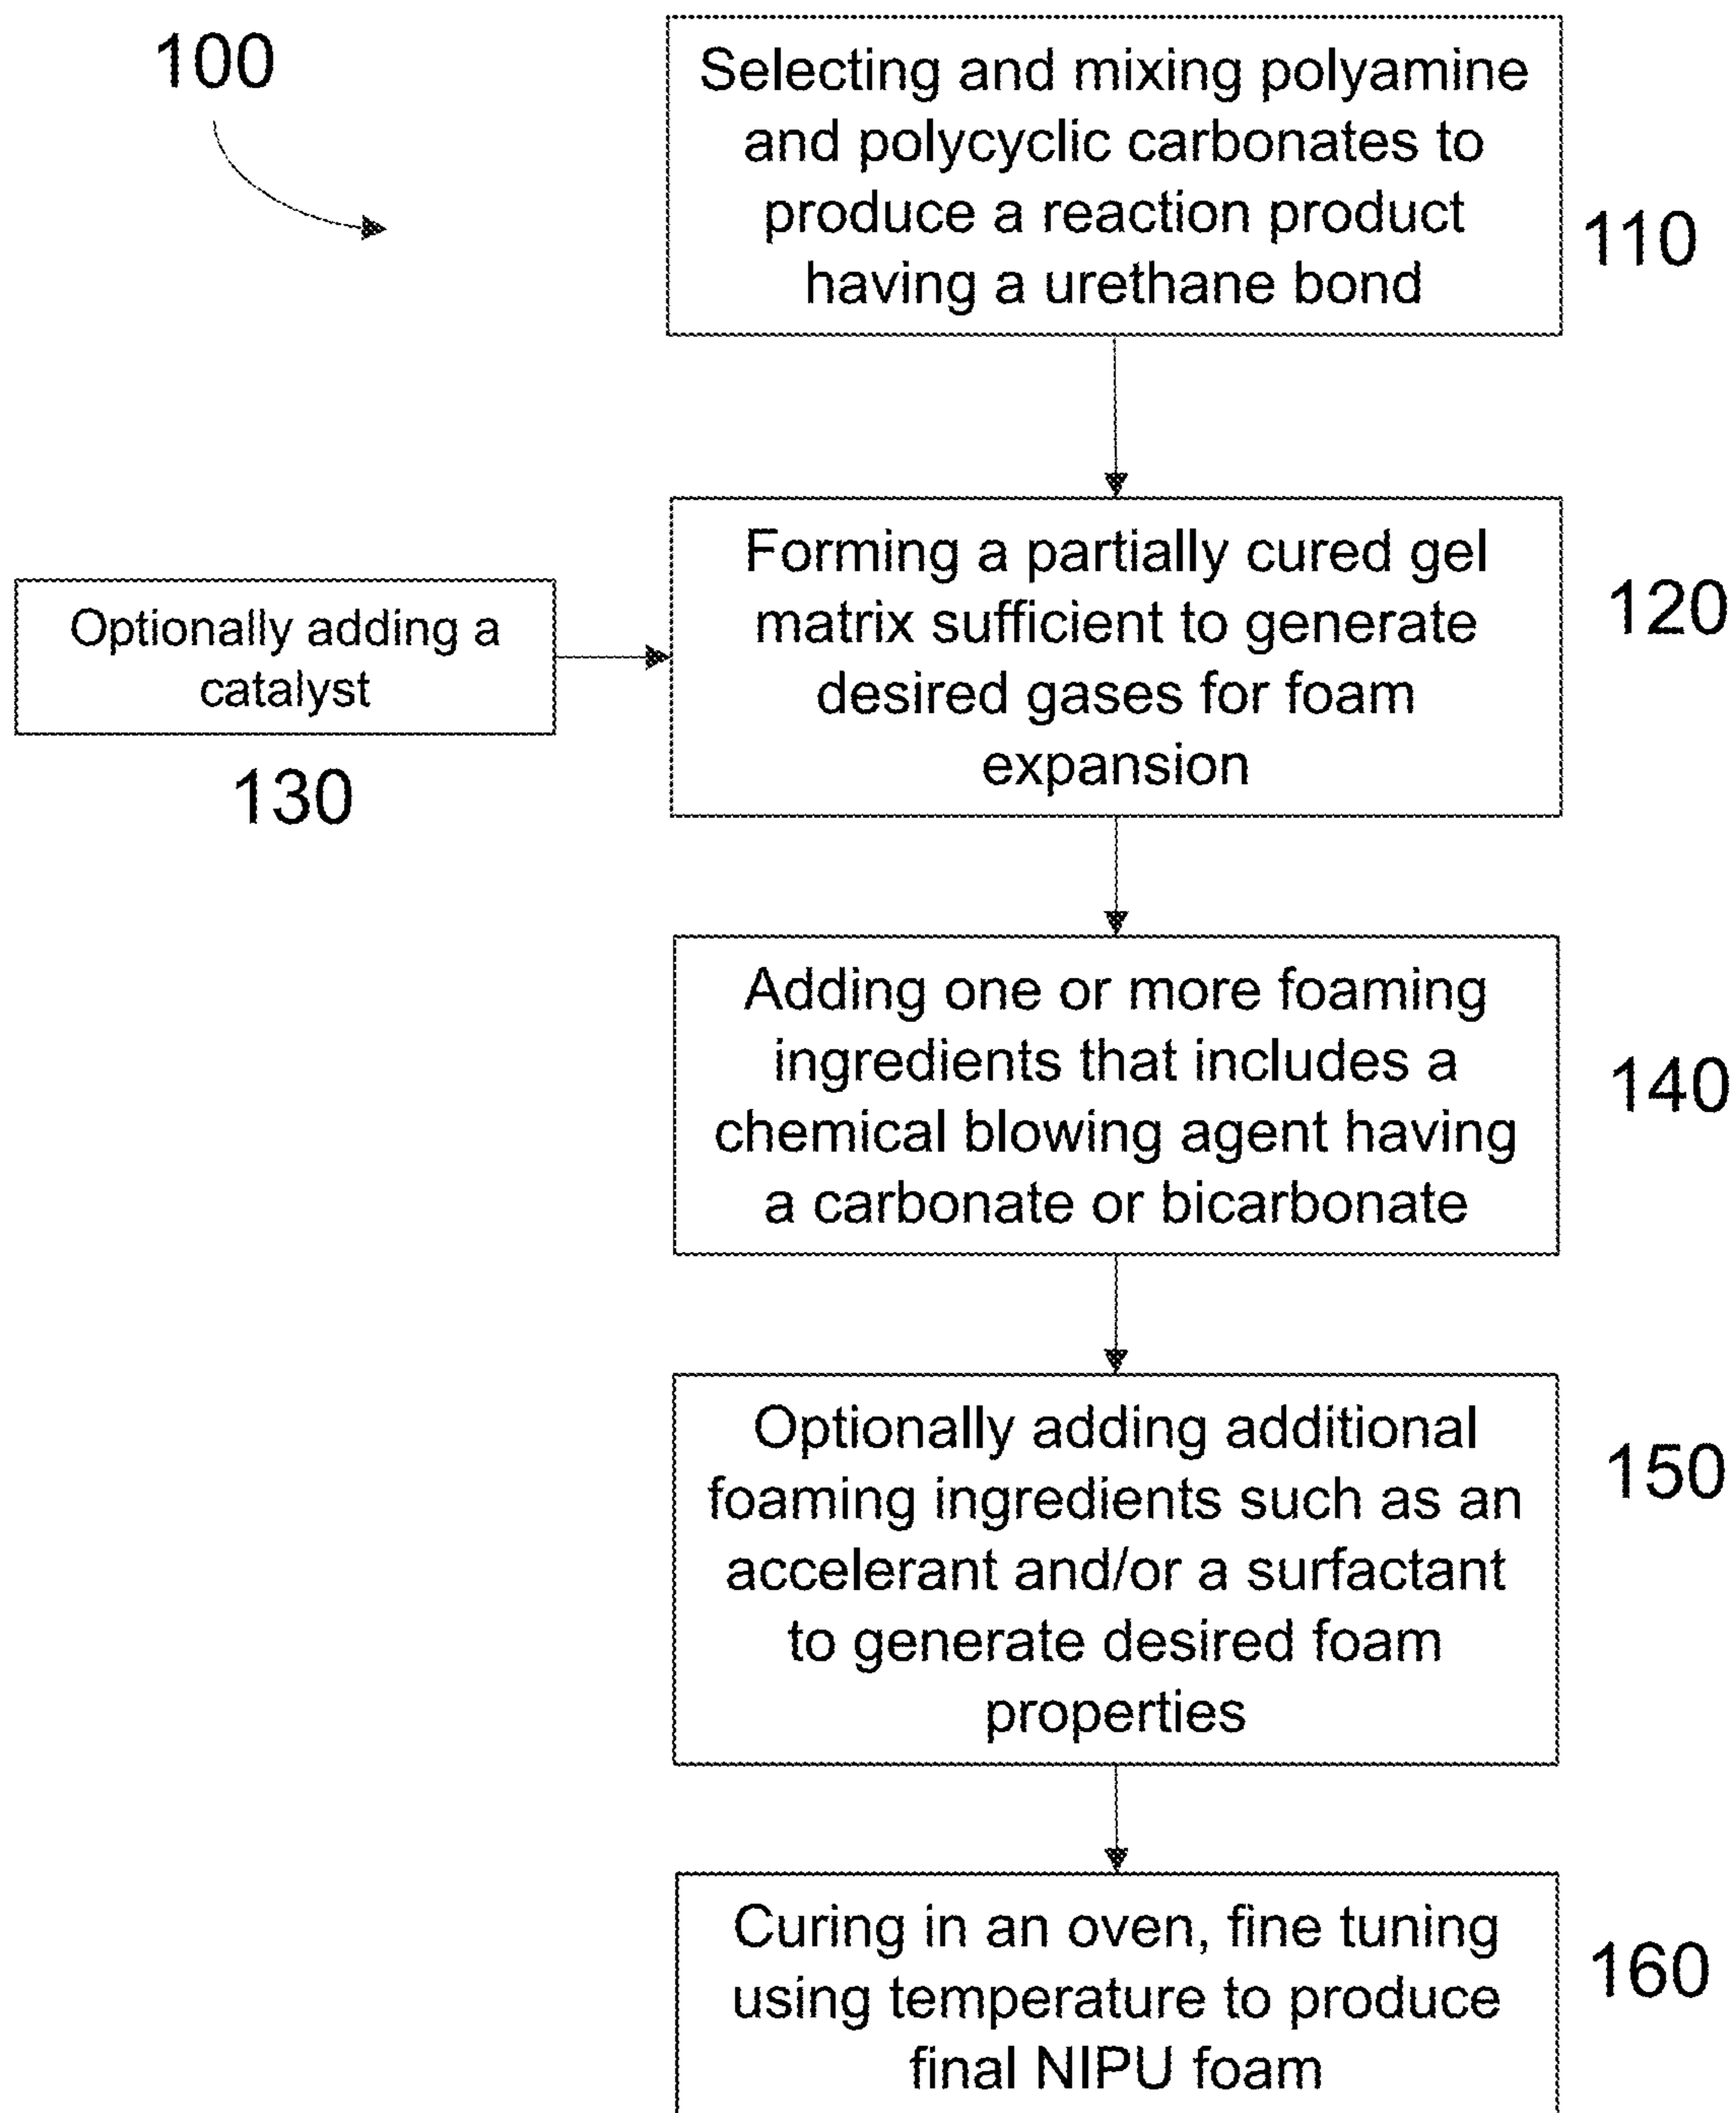 100
Selecting and mixing polyamine
and polycyclic carbonates to
produce a reaction product
having a urethane bond
110
Forming a partially cured gel
matrix sufficient to generate
desired gases for foam
expansion
120
Optionally adding a
catalyst
130
Adding one or more foaming
ingredients that includes a
chemical blowing agent having
a carbonate or bicarbonate
140
Optionally adding additional
foaming ingredients such as an
accelerant and/or a surfactant
to generate desired foam
properties
150
Curing in an oven, fine tuning
using temperature to produce
final NIPU foam
160